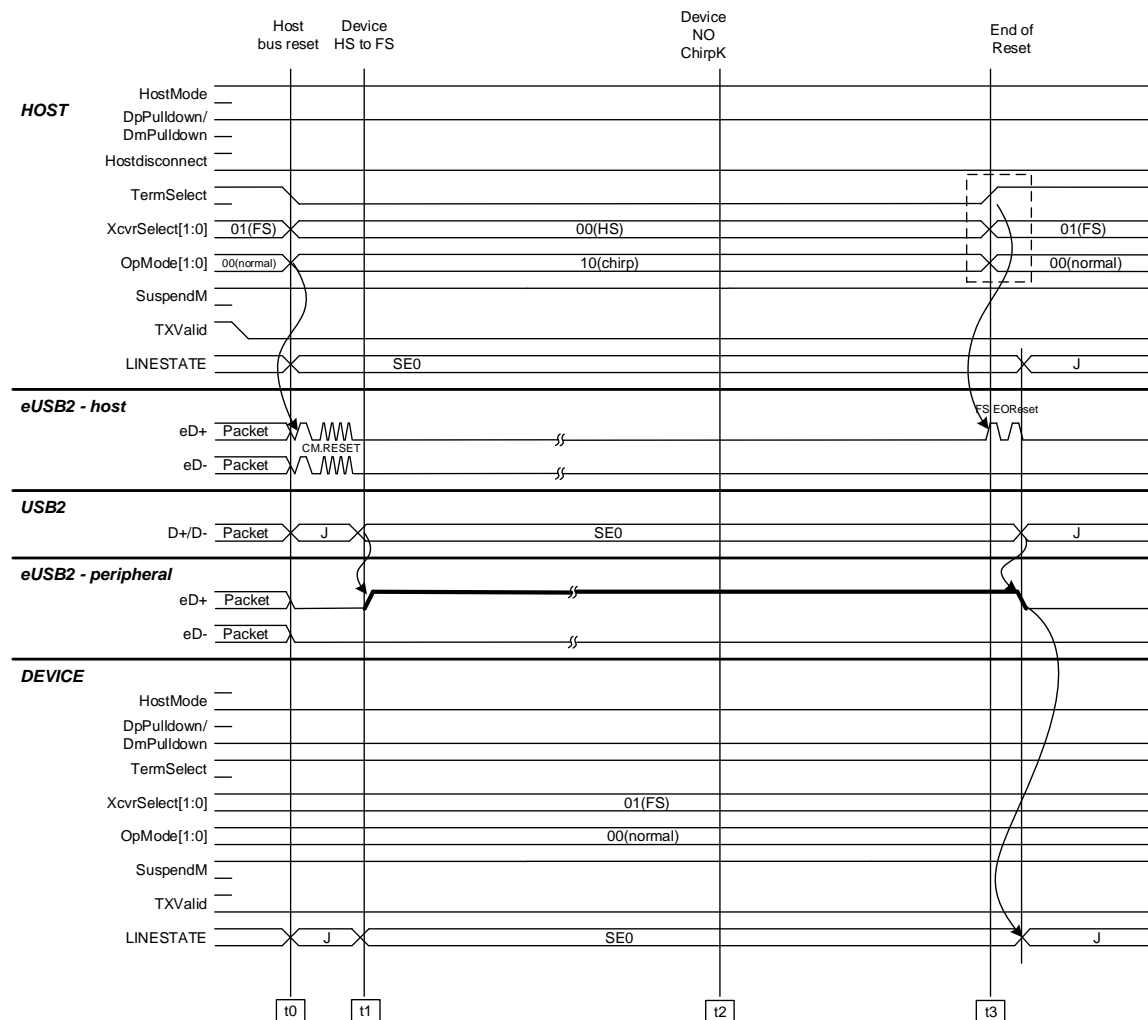 Host
bus reset
Device
HS to FS
Device
NO
ChirpK
End of
Reset
HOST
HostMode
DpPulldown/
DmPulldown
Hostdisconnect
TermSelect
XcvrSelect[1:0] 01(FS) 00(HS) 01(FS)
OpMode[1:0] 00(normal) 10(chirp) 00(normal)
SuspendM
TXValid
LINESTATE SE0 J
eUSB2 - host
FS EOReset
eD+ Packet
CM.RESET
eD- Packet
USB2
D+/D- Packet J SE0 J
eUSB2 - peripheral
eD+ Packet
eD- Packet
DEVICE
HostMode
DpPulldown/
DmPulldown
TermSelect
XcvrSelect[1:0] 01(FS)
OpMode[1:0] 00(normal)
SuspendM
TXValid
LINESTATE J SE0 J
t0 t1 t2 t3